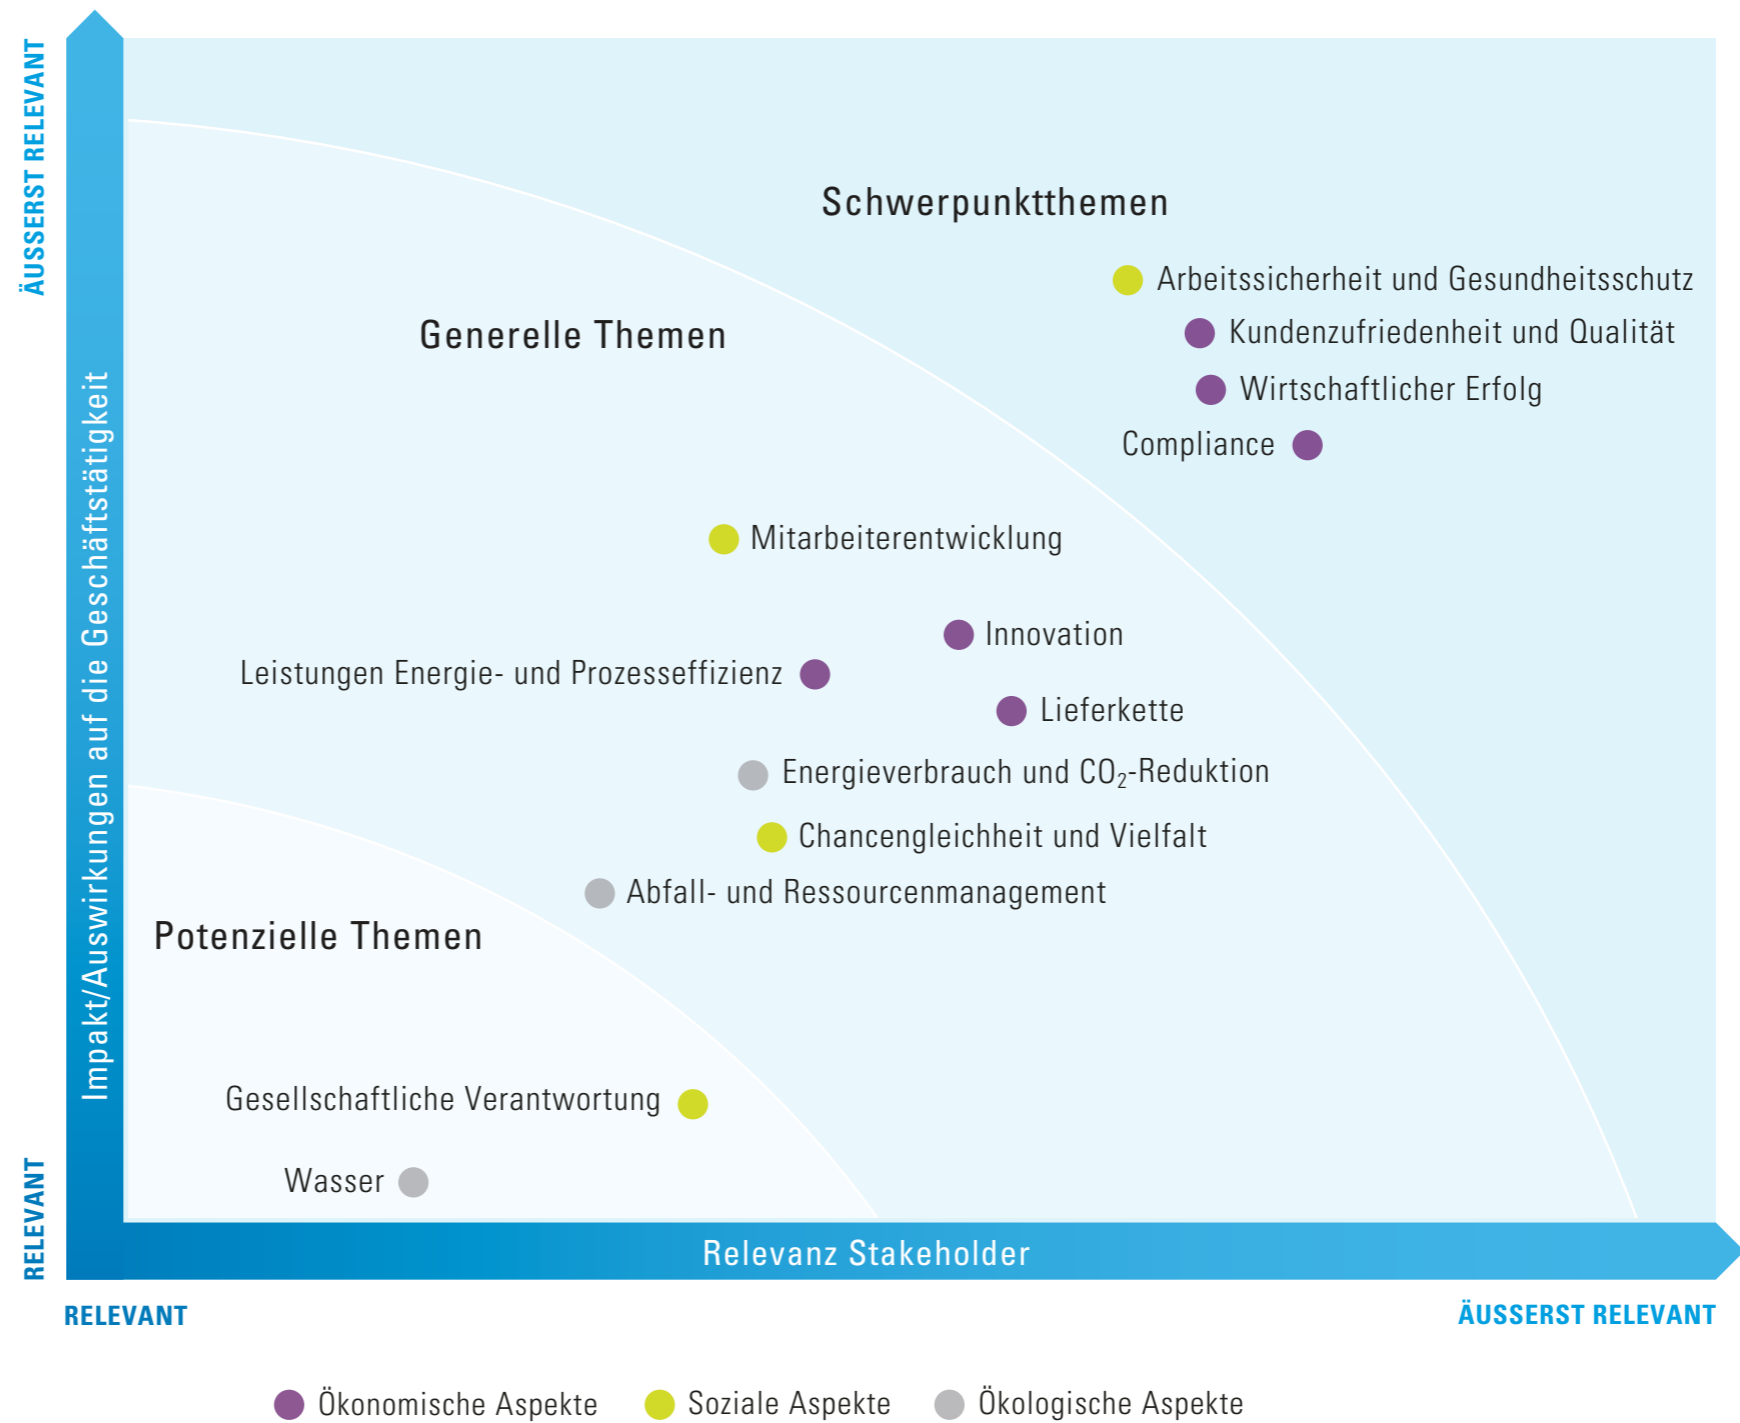 ÄUSSERST RELEVANT
Impakt/Auswirkungen auf die Geschäftstätigkeit
RELEVANT
Schwerpunktthemen
Arbeitssicherheit und Gesundheitsschutz
Kundenzufriedenheit und Qualität
Wirtschaftlicher Erfolg
Compliance
Generelle Themen
Mitarbeiterentwicklung
Innovation
Leistungen Energie- und Prozesseffizienz
Lieferkette
Energieverbrauch und CO₂-Reduktion
Chancengleichheit und Vielfalt
Abfall- und Ressourcenmanagement
Potenzielle Themen
Gesellschaftliche Verantwortung
Wasser
Relevanz Stakeholder
RELEVANT
ÄUSSERST RELEVANT
Ökonomische Aspekte
Soziale Aspekte
Ökologische Aspekte